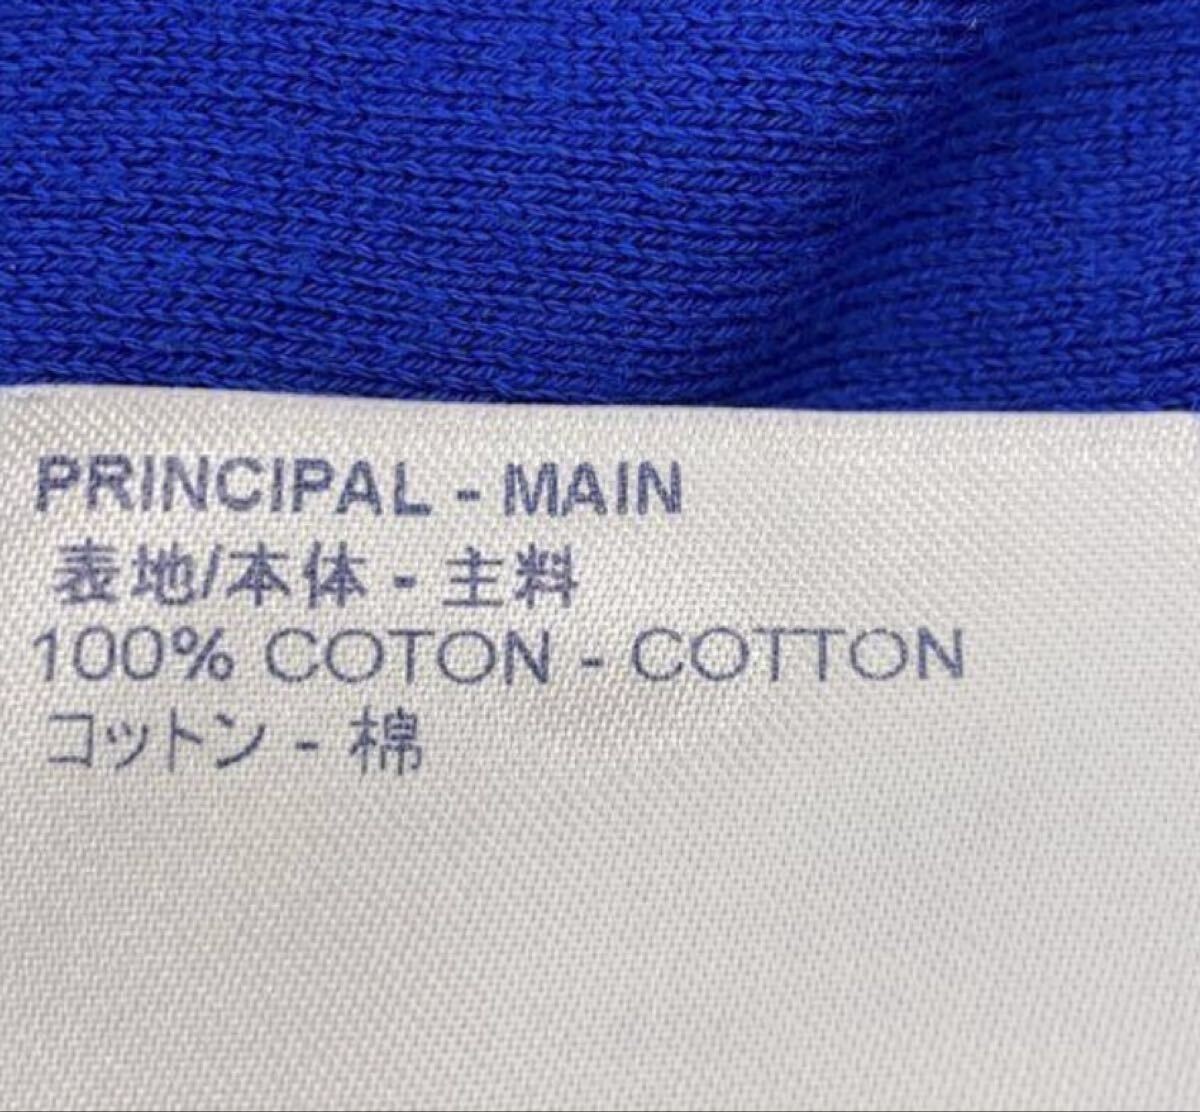 PRINCIPAL - MAIN
表地/本体 - 主料
100% COTON - COTTON
コットン - 棉